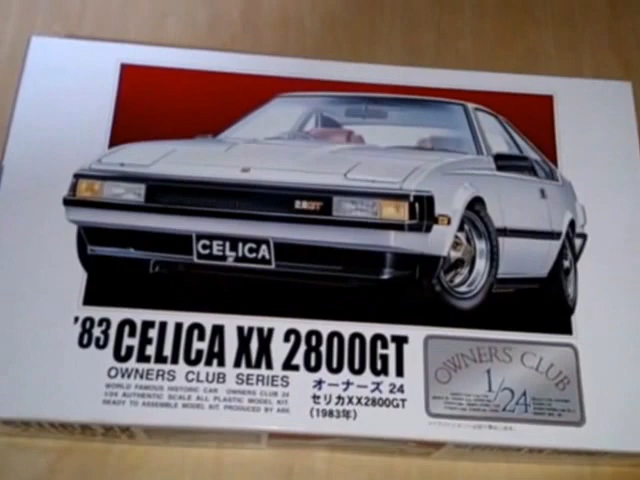 2.8GT
CELICA
XX
'83 CELICA XX 2800GT
OWNERS CLUB SERIES
WORLD FAMOUS HISTORIC CAR OWNERS CLUB 24
1/24 AUTHENTIC SCALE ALL PLASTIC MODEL KIT.
READY TO ASSEMBLE MODEL KIT. PRODUCED BY ARII.
オーナーズ 24
セリカXX2800GT
(1983年)
OWNERS CLUB
1/24